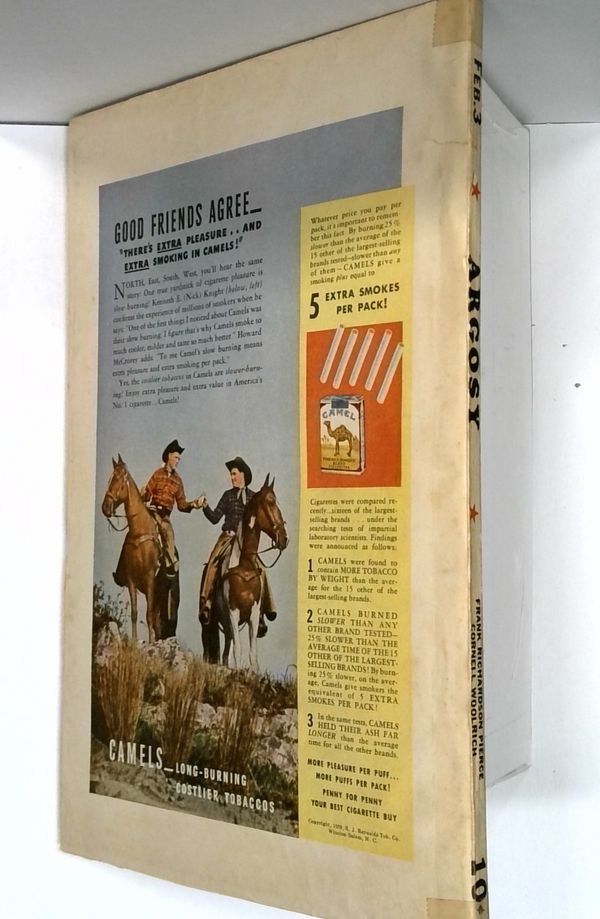 GOOD FRIENDS AGREE—
"THERE'S EXTRA PLEASURE.. AND
EXTRA SMOKING IN CAMELS!"
NORTH, East, South, West, you'll hear the same
story: One true yardstick of cigarette pleasure is
slow burning! Kenneth E. (Nick) Knight (below, left)
confirms the experience of millions of smokers when he
says: "One of the first things I noticed about Camels was
their slow burning. I figure that's why Camels smoke so
much cooler, milder and taste so much better." Howard
McCrorey adds: "To me Camel's slow burning means
extra pleasure and extra smoking per pack."
Yes, the costlier tobaccos in Camels are slower-burn-
ing! Enjoy extra pleasure and extra value in America's
No. 1 cigarette...Camels!
CAMELS—LONG-BURNING
COSTLIER TOBACCOS
Whatever price you pay per
pack, it's important to remem-
ber this fact: By burning 25%
slower than the average of the
15 other of the largest-selling
brands tested—slower than any
of them—CAMELS give a
smoking plus equal to
5 EXTRA SMOKES
PER PACK!
CAMEL
Cigarettes were compared re-
cently...sixteen of the largest-
selling brands ... under the
searching tests of impartial
laboratory scientists. Findings
were announced as follows:
1 CAMELS were found to
contain MORE TOBACCO
BY WEIGHT than the aver-
age for the 15 other of the
largest-selling brands.
2 CAMELS BURNED
SLOWER THAN ANY
OTHER BRAND TESTED—
25% SLOWER THAN THE
AVERAGE TIME OF THE 15
OTHER OF THE LARGEST-
SELLING BRANDS! By burn-
ing 25% slower, on the aver-
age, Camels give smokers the
equivalent of 5 EXTRA
SMOKES PER PACK!
3 In the same tests, CAMELS
HELD THEIR ASH FAR
LONGER than the average
time for all the other brands.
MORE PLEASURE PER PUFF...
MORE PUFFS PER PACK!
PENNY FOR PENNY
YOUR BEST CIGARETTE BUY
Copyright, 1939, R. J. Reynolds Tob. Co.
Winston-Salem, N. C.
FEB. 3
ARGOSY
FRANK RICHARDSON PIERCE
CORNELL WOOLRICH
10